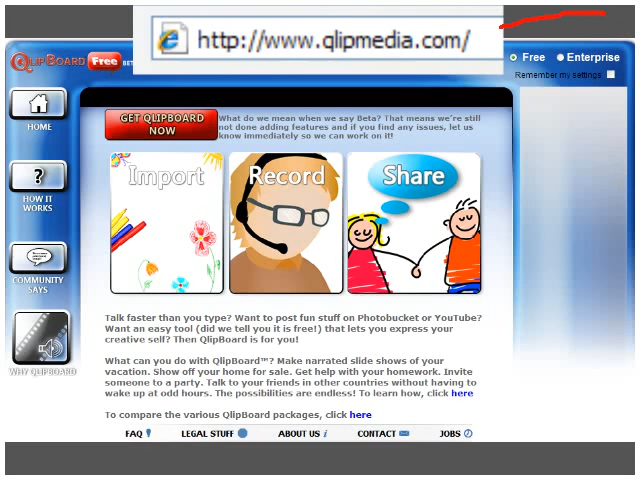 http://www.qlipmedia.com/
QLIPBOARD Free BETA
Free Enterprise
Remember my settings
HOME
HOW IT
WORKS
COMMUNITY
SAYS
WHY QLIPBOARD
GET QLIPBOARD
NOW
What do we mean when we say Beta? That means we're still
not done adding features and if you find any issues, let us
know immediately so we can work on it!
Import
Record
Share
Talk faster than you type? Want to post fun stuff on Photobucket or YouTube?
Want an easy tool (did we tell you it is free!) that lets you express your
creative self? Then QlipBoard is for you!
What can you do with QlipBoard™? Make narrated slide shows of your
vacation. Show off your home for sale. Get help with your homework. Invite
someone to a party. Talk to your friends in other countries without having to
wake up at odd hours. The possibilities are endless! To learn how, click here
To compare the various QlipBoard packages, click here
FAQ LEGAL STUFF ABOUT US CONTACT JOBS